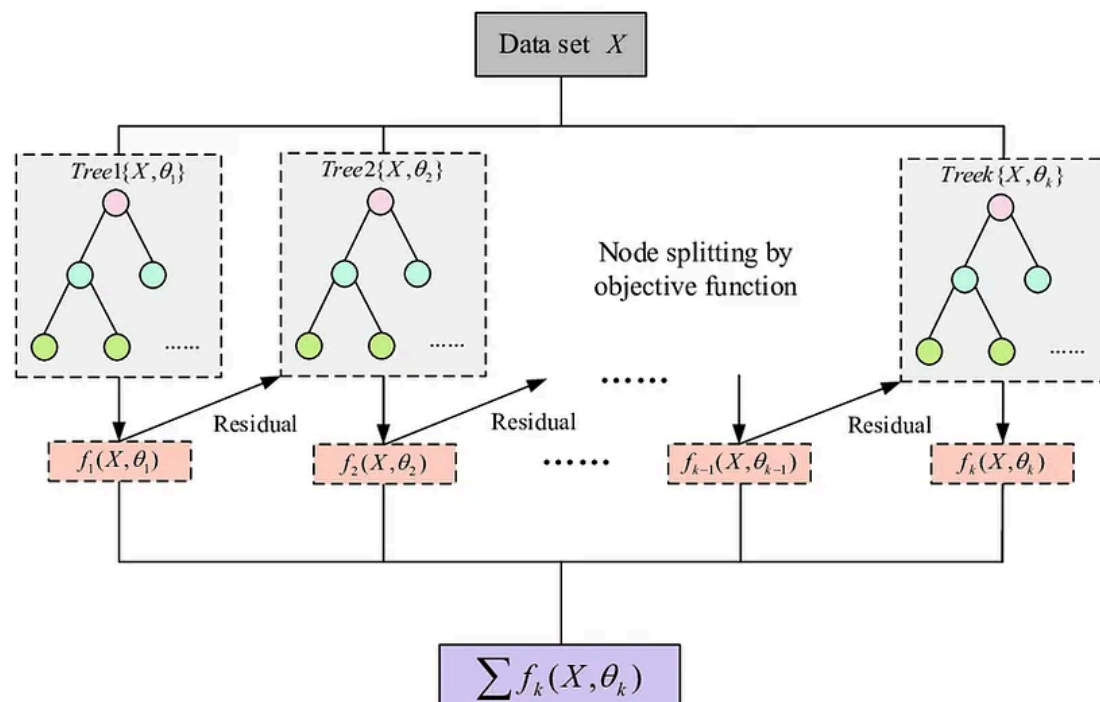 Data set X
Tree1{X,θ₁}
Tree2{X,θ₂}
Treek{X,θₖ}
Node splitting by
objective function
......
......
......
......
Residual
Residual
f₁(X,θ₁)
f₂(X,θ₂)
......
fₖ₋₁(X,θₖ₋₁)
fₖ(X,θₖ)
∑fₖ(X,θₖ)